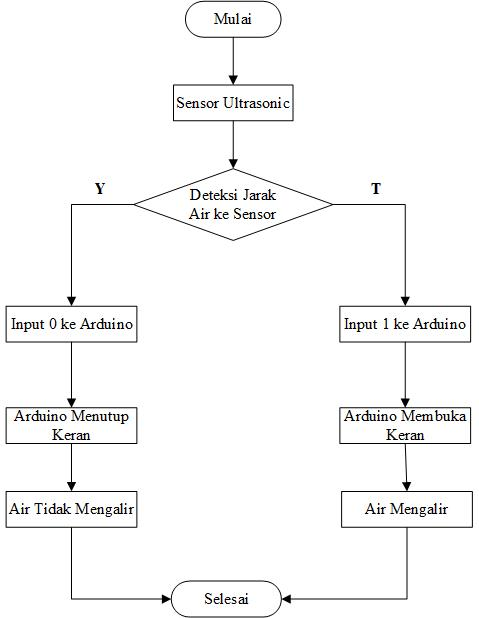 Mulai
Sensor Ultrasonic
Y
T
Deteksi Jarak
Air ke Sensor
Input 0 ke Arduino
Input 1 ke Arduino
Arduino Menutup
Keran
Arduino Membuka
Keran
Air Tidak Mengalir
Air Mengalir
Selesai